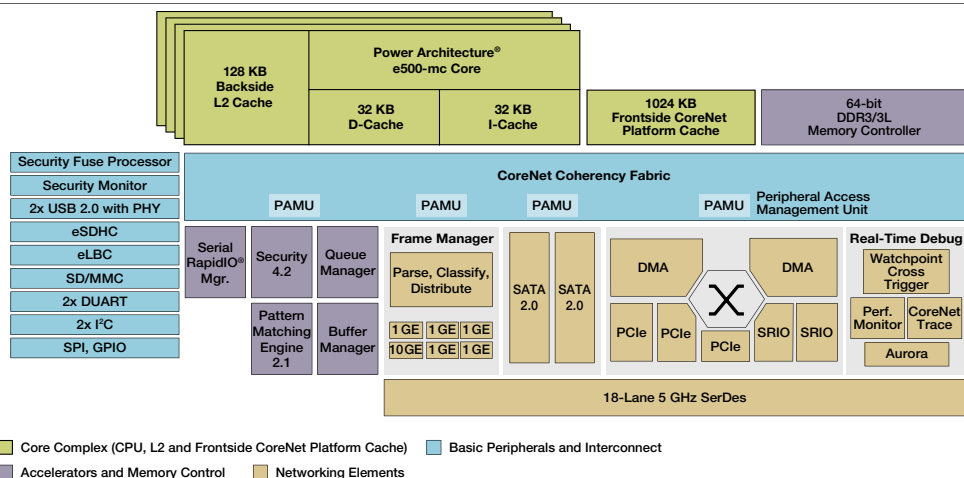 128 KB
Backside
L2 Cache
Power Architecture®
e500-mc Core
32 KB
D-Cache
32 KB
I-Cache
1024 KB
Frontside CoreNet
Platform Cache
64-bit
DDR3/3L
Memory Controller
Security Fuse Processor
Security Monitor
2x USB 2.0 with PHY
eSDHC
eLBC
SD/MMC
2x DUART
2x I²C
SPI, GPIO
CoreNet Coherency Fabric
PAMU
PAMU
PAMU
PAMU
Peripheral Access
Management Unit
Serial
RapidIO®
Mgr.
Security
4.2
Queue
Manager
Pattern
Matching
Engine
2.1
Buffer
Manager
Frame Manager
Parse, Classify,
Distribute
1 GE
1 GE
1 GE
10GE
1 GE
1 GE
SATA
2.0
SATA
2.0
DMA
DMA
PCIe
PCIe
PCIe
SRIO
SRIO
Real-Time Debug
Watchpoint
Cross
Trigger
Perf.
Monitor
CoreNet
Trace
Aurora
18-Lane 5 GHz SerDes
Core Complex (CPU, L2 and Frontside CoreNet Platform Cache)
Basic Peripherals and Interconnect
Accelerators and Memory Control
Networking Elements